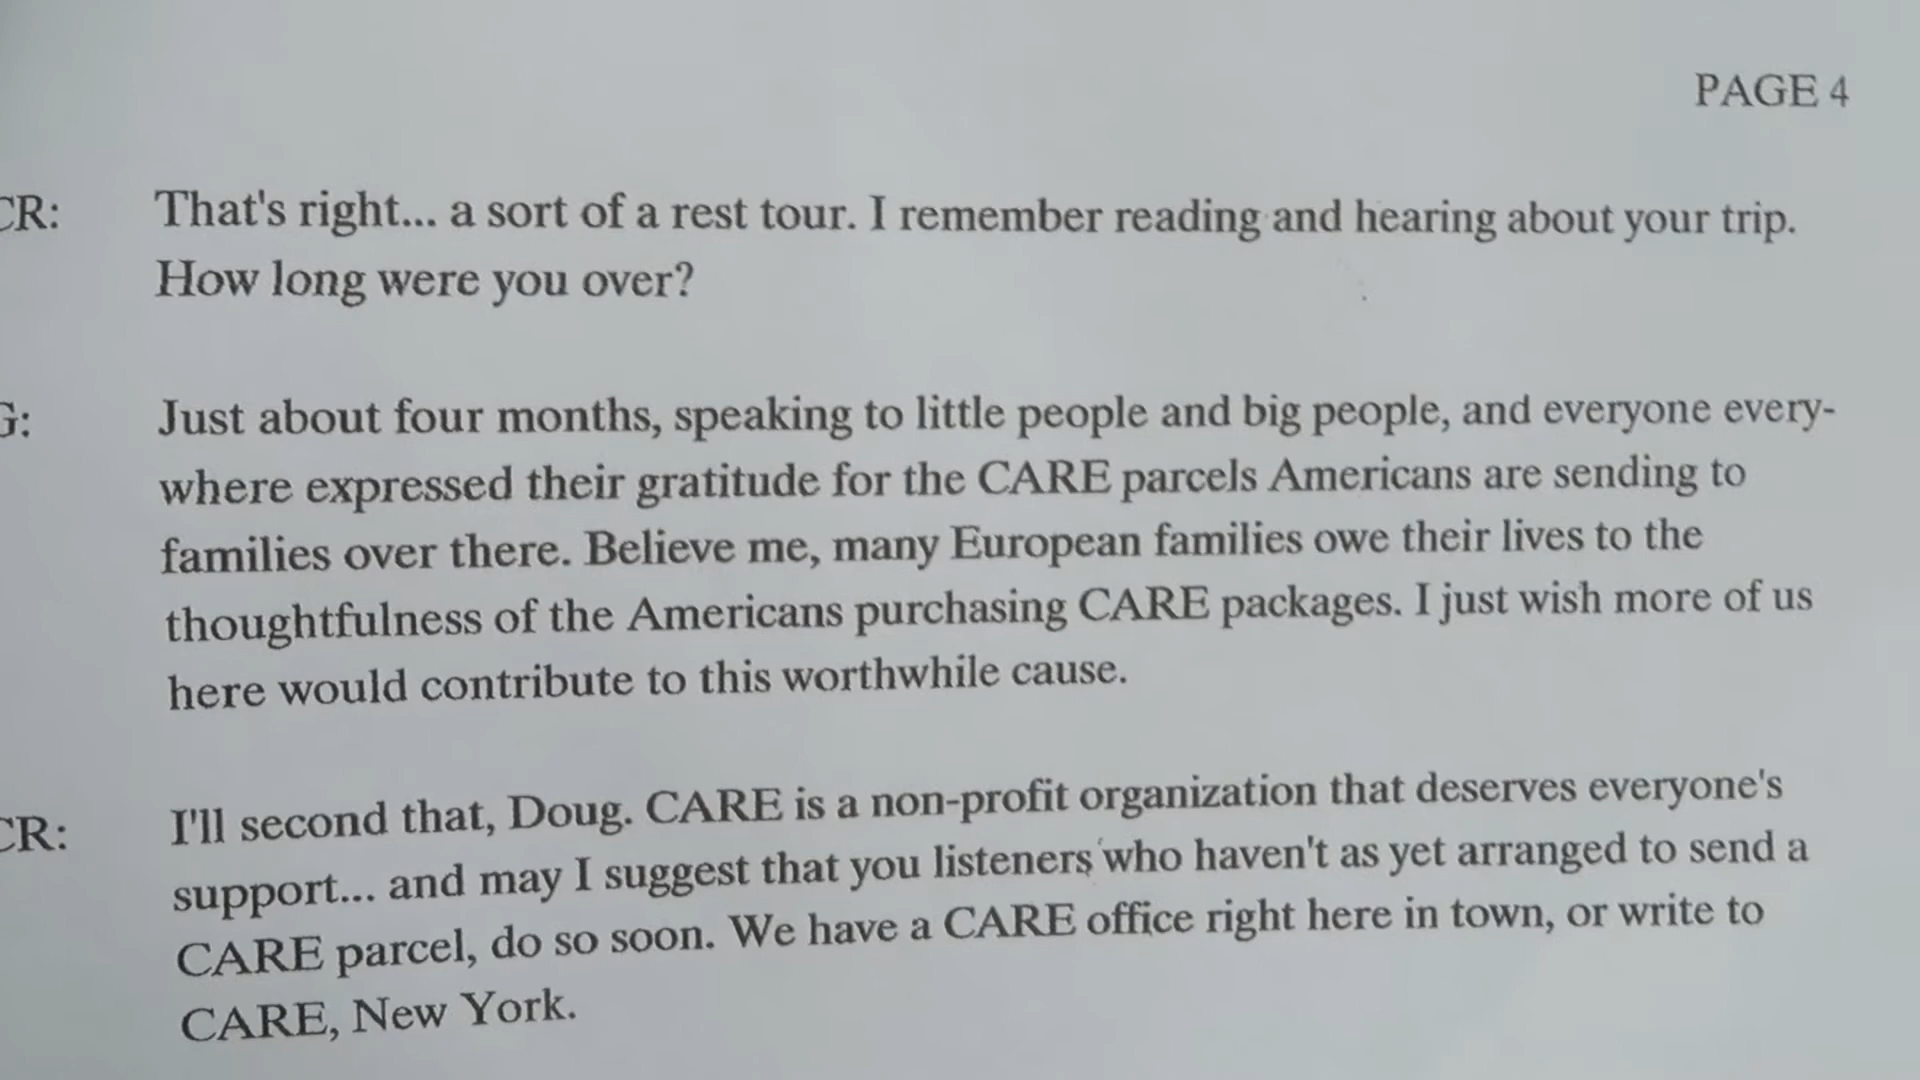 PAGE 4
CR: That's right... a sort of a rest tour. I remember reading and hearing about your trip.
How long were you over?
G: Just about four months, speaking to little people and big people, and everyone every-
where expressed their gratitude for the CARE parcels Americans are sending to
families over there. Believe me, many European families owe their lives to the
thoughtfulness of the Americans purchasing CARE packages. I just wish more of us
here would contribute to this worthwhile cause.
CR: I'll second that, Doug. CARE is a non-profit organization that deserves everyone's
support... and may I suggest that you listeners who haven't as yet arranged to send a
CARE parcel, do so soon. We have a CARE office right here in town, or write to
CARE, New York.